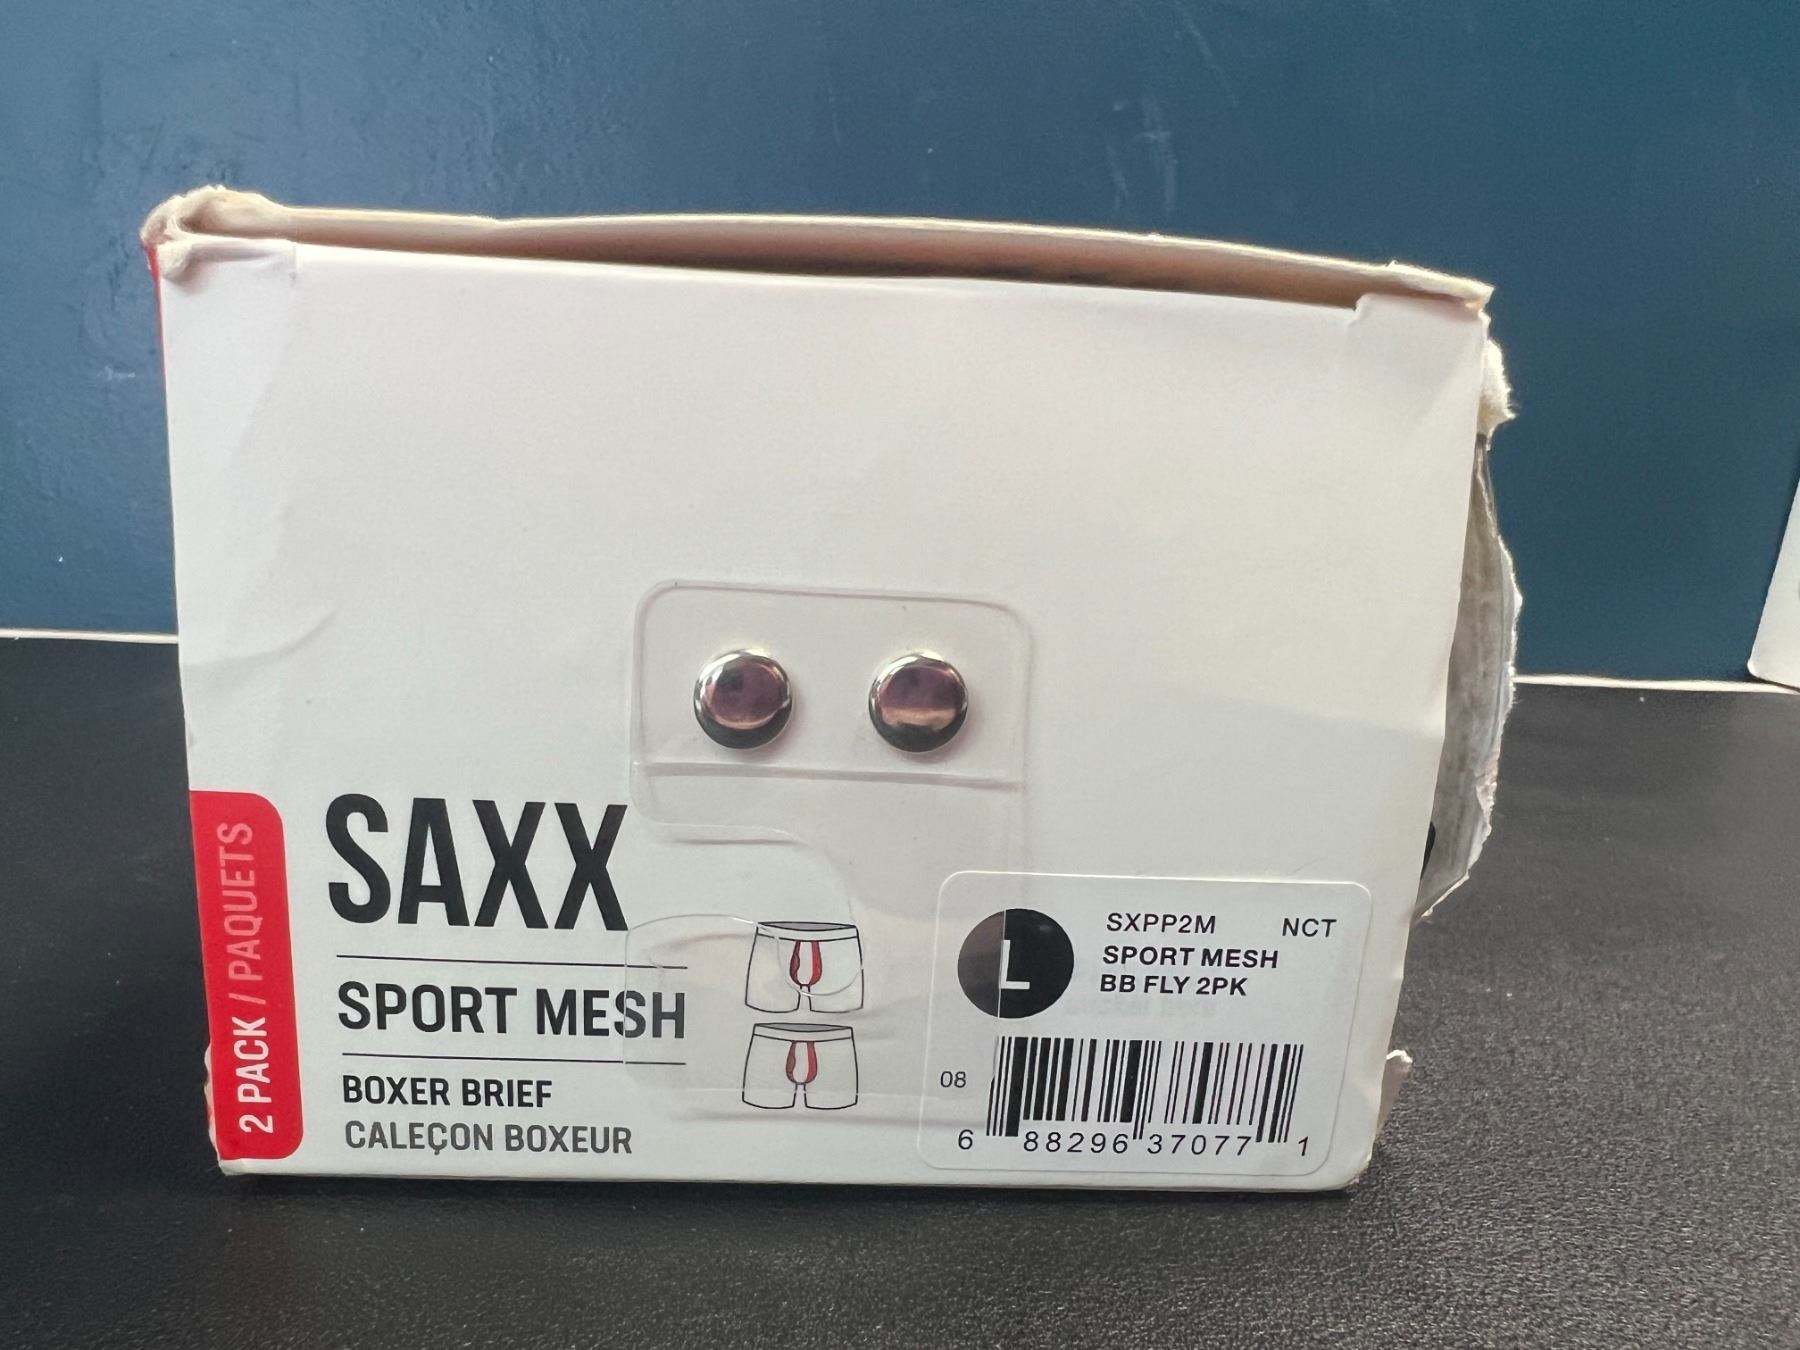 2 PACK / PAQUETS
SAXX
SPORT MESH
BOXER BRIEF
CALEÇON BOXEUR
L
SXPP2M NCT
SPORT MESH
BB FLY 2PK
08
6 88296 37077 1